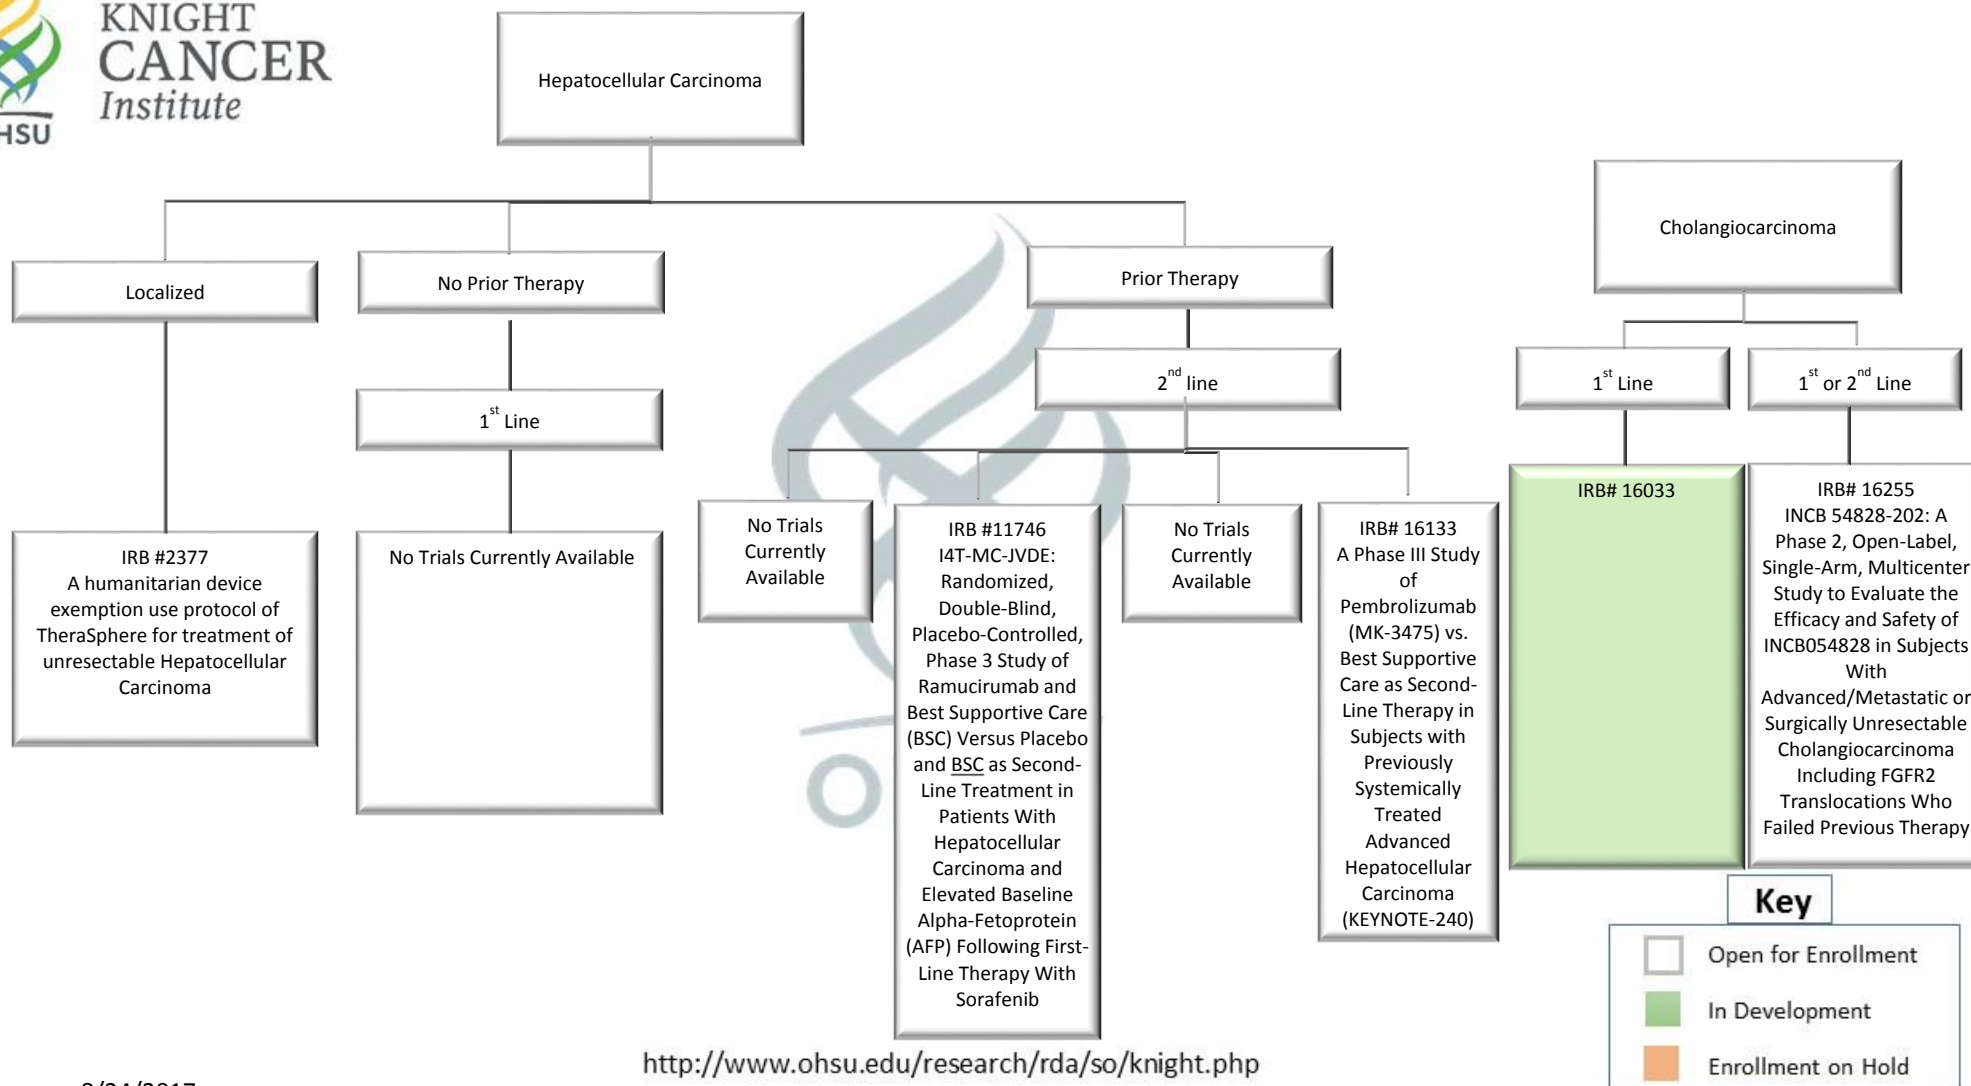 KNIGHT
CANCER
Institute
HSU
Hepatocellular Carcinoma
Localized
No Prior Therapy
Prior Therapy
1st Line
2nd line
IRB #2377
A humanitarian device
exemption use protocol of
TheraSphere for treatment of
unresectable Hepatocellular
Carcinoma
No Trials Currently Available
No Trials
Currently
Available
IRB #11746
I4T-MC-JVDE:
Randomized,
Double-Blind,
Placebo-Controlled,
Phase 3 Study of
Ramucirumab and
Best Supportive Care
(BSC) Versus Placebo
and BSC as Second-
Line Treatment in
Patients With
Hepatocellular
Carcinoma and
Elevated Baseline
Alpha-Fetoprotein
(AFP) Following First-
Line Therapy With
Sorafenib
No Trials
Currently
Available
IRB# 16133
A Phase III Study
of
Pembrolizumab
(MK-3475) vs.
Best Supportive
Care as Second-
Line Therapy in
Subjects with
Previously
Systemically
Treated
Advanced
Hepatocellular
Carcinoma
(KEYNOTE-240)
Cholangiocarcinoma
1st Line
1st or 2nd Line
IRB# 16033
IRB# 16255
INCB 54828-202: A
Phase 2, Open-Label,
Single-Arm, Multicenter
Study to Evaluate the
Efficacy and Safety of
INCB054828 in Subjects
With
Advanced/Metastatic or
Surgically Unresectable
Cholangiocarcinoma
Including FGFR2
Translocations Who
Failed Previous Therapy
Key
Open for Enrollment
In Development
Enrollment on Hold
http://www.ohsu.edu/research/rda/so/knight.php